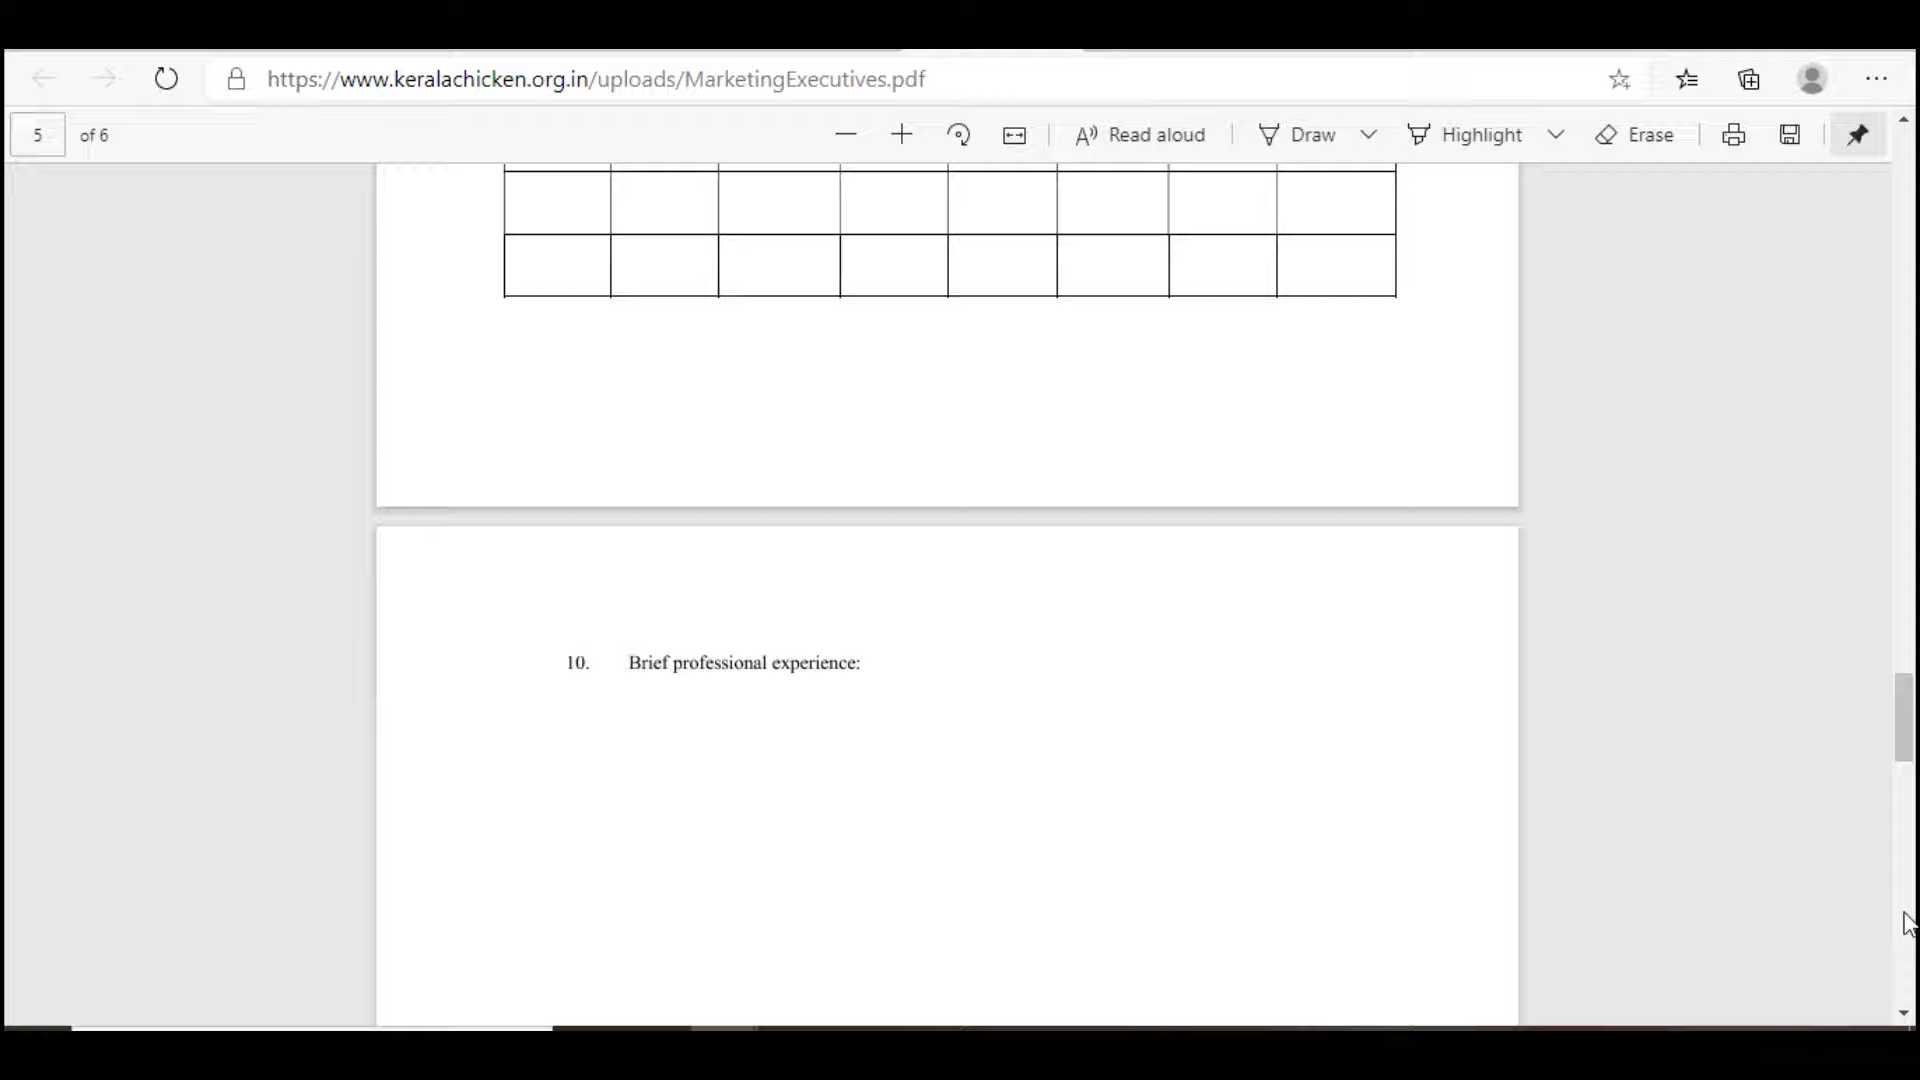 https://www.keralachicken.org.in/uploads/MarketingExecutives.pdf
5 of 6 Read aloud Draw Highlight Erase
10. Brief professional experience: